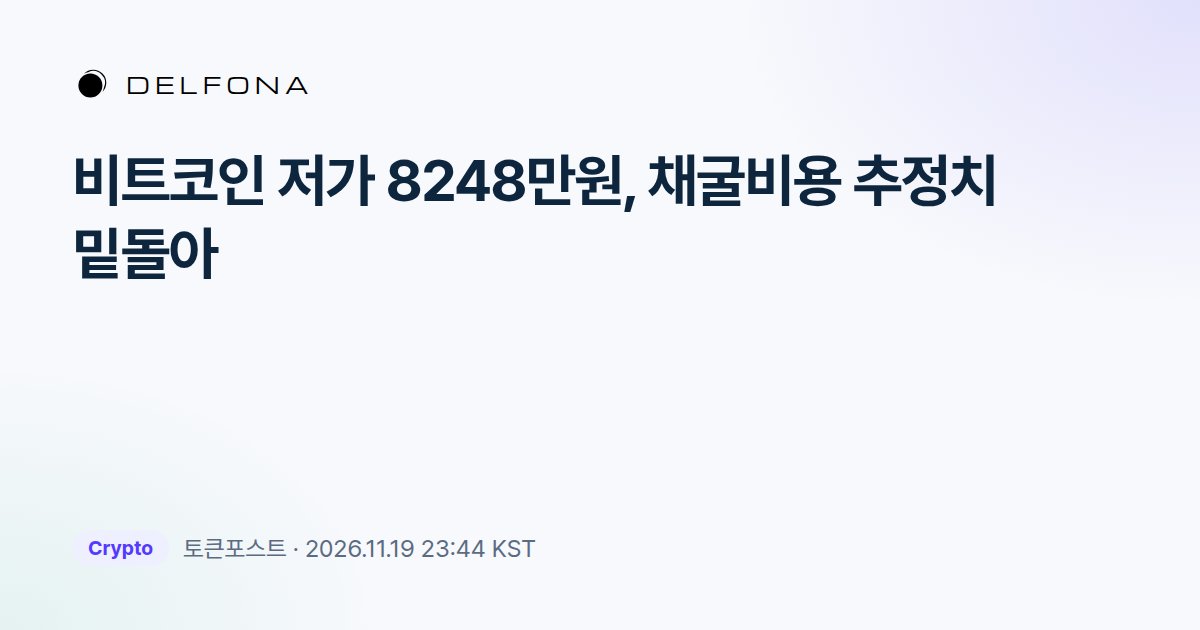 DELFONA
비트코인 저가 8248만원, 채굴비용 추정치
밑돌아
Crypto 토큰포스트 · 2026.11.19 23:44 KST